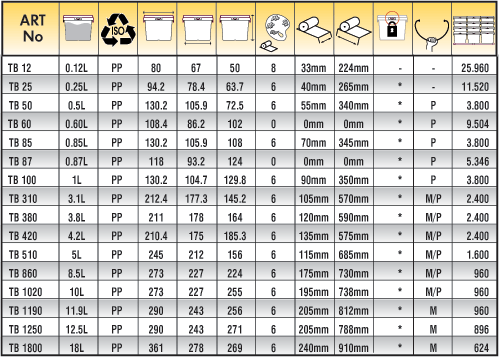 ART No ISO
TB 12 0.12L PP 80 67 50 8 33mm 224mm - - 25.960
TB 25 0.25L PP 94.2 78.4 63.7 6 40mm 265mm * - 11.520
TB 50 0.5L PP 130.2 105.9 72.5 6 55mm 340mm * P 3.800
TB 60 0.60L PP 108.4 86.2 102 0 0mm 0mm * P 9.504
TB 85 0.85L PP 130.2 105.9 108 6 70mm 345mm * P 3.800
TB 87 0.87L PP 118 93.2 124 0 0mm 0mm * P 5.346
TB 100 1L PP 130.2 104.7 129.8 6 90mm 350mm * P 3.800
TB 310 3.1L PP 212.4 177.3 145.2 6 105mm 570mm * M/P 2.400
TB 380 3.8L PP 211 178 164 6 120mm 590mm * M/P 2.400
TB 420 4.2L PP 210.4 175 185.3 6 135mm 575mm * M/P 2.400
TB 510 5L PP 245 212 156 6 115mm 685mm * M/P 1.600
TB 860 8.5L PP 273 227 224 6 175mm 730mm * M/P 960
TB 1020 10L PP 273 227 255 6 195mm 738mm * M/P 960
TB 1190 11.9L PP 290 243 256 6 205mm 812mm * M 960
TB 1250 12.5L PP 290 243 271 6 205mm 788mm * M 896
TB 1800 18L PP 361 278 269 6 240mm 910mm * M 624